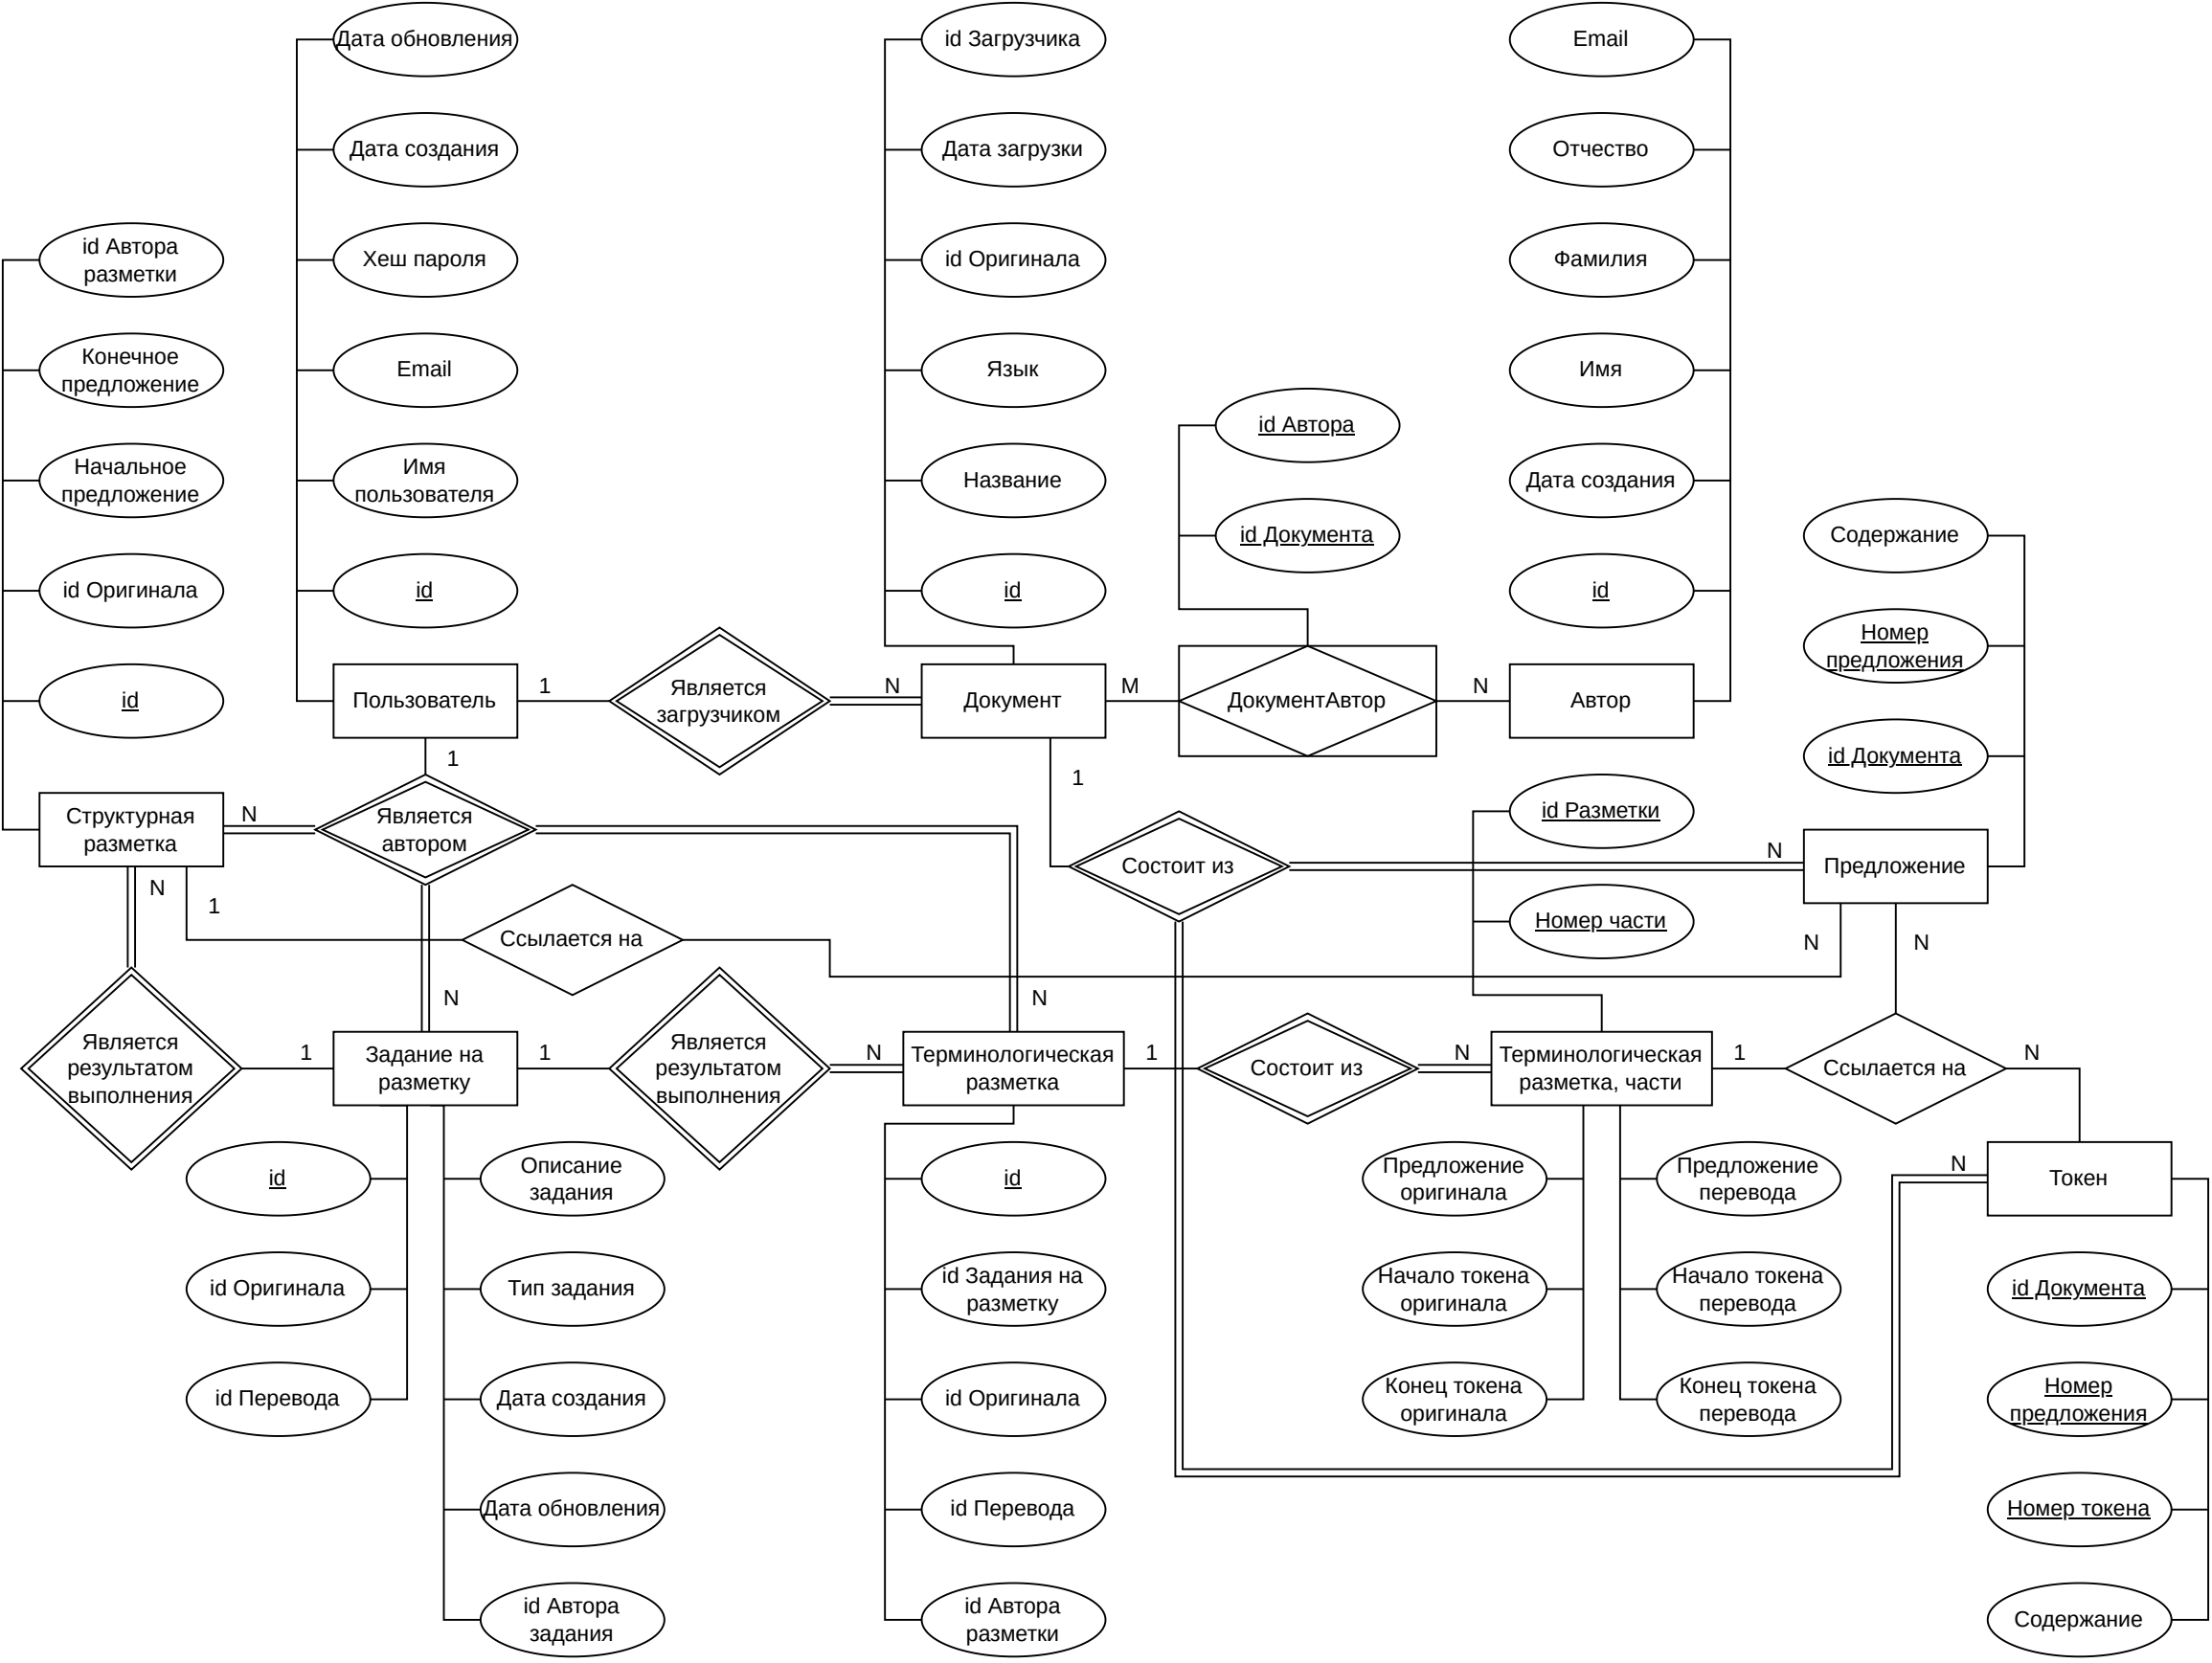 Дата обновления
id Загрузчика
Email
Дата создания
Дата загрузки
Отчество
id Автора
разметки
Хеш пароля
id Оригинала
Фамилия
Конечное
предложение
Email
Язык
Имя
id Автора
Начальное
предложение
Имя
пользователя
Название
Дата создания
id Документа
Содержание
id Оригинала
id
id
id
Номер
предложения
id
Пользователь
1
Является
загрузчиком
N
Документ
M
ДокументАвтор
N
Автор
id Документа
1
1
Структурная
разметка
N
Является
автором
id Разметки
Состоит из
N
Предложение
N
1
Ссылается на
Номер части
N
N
N
N
Является
результатом
выполнения
1
Задание на
разметку
1
Является
результатом
выполнения
N
Терминологическая
разметка
1
Состоит из
N
Терминологическая
разметка, части
1
Ссылается на
N
id
Описание
задания
id
Предложение
оригинала
Предложение
перевода
N
Токен
id Оригинала
Тип задания
id Задания на
разметку
Начало токена
оригинала
Начало токена
перевода
id Документа
id Перевода
Дата создания
id Оригинала
Конец токена
оригинала
Конец токена
перевода
Номер
предложения
Дата обновления
id Перевода
Номер токена
id Автора
задания
id Автора
разметки
Содержание